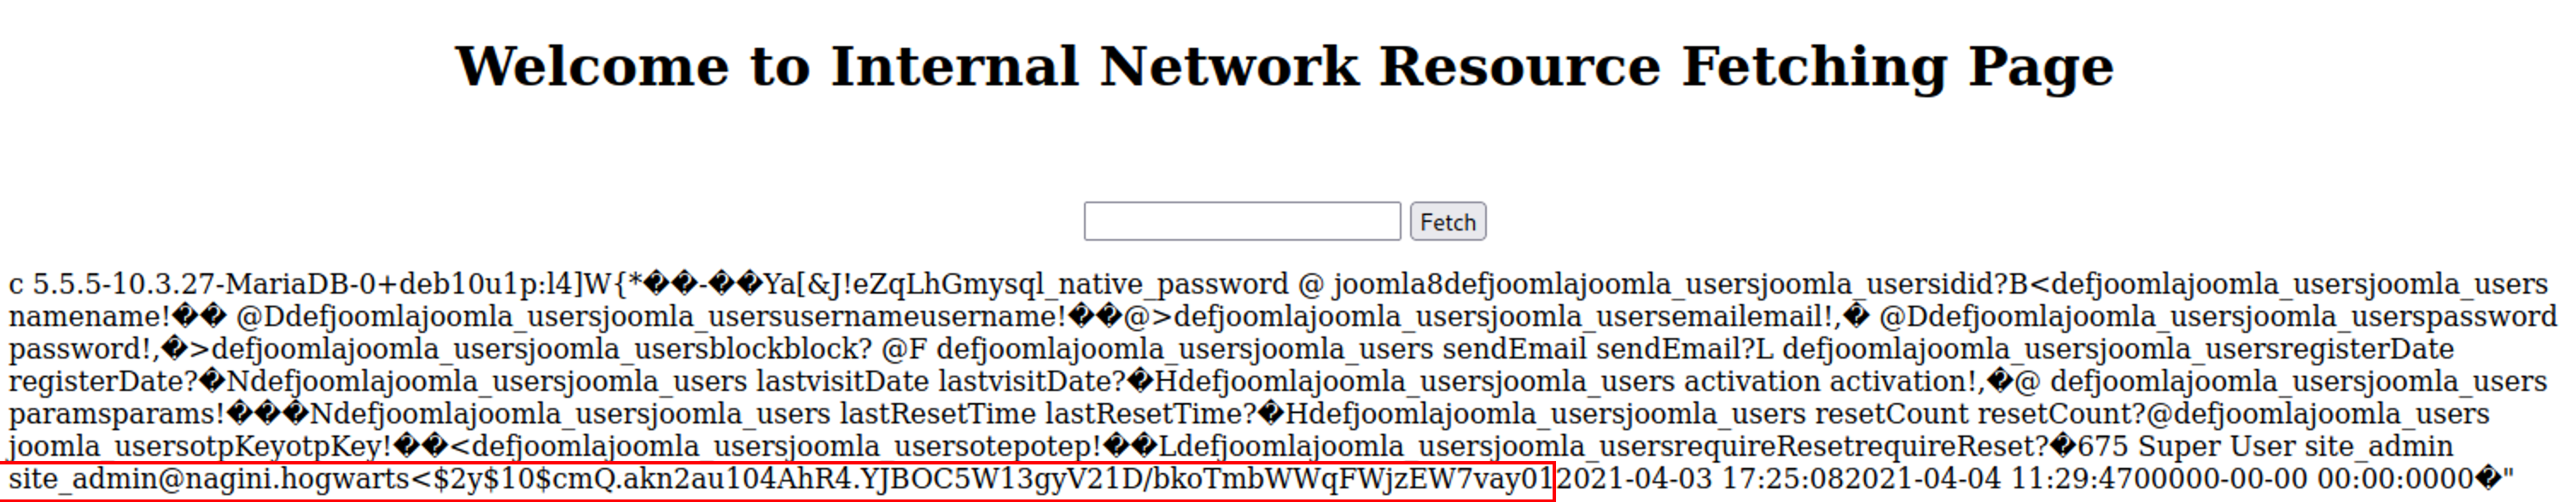 Welcome to Internal Network Resource Fetching Page
Fetch
c 5.5.5-10.3.27-MariaDB-0+deb10u1p:l4]W{*��-��Ya[&J!eZqLhGmysql_native_password @ joomla8defjoomlajoomla_usersjoomla_usersidid?B<defjoomlajoomla_usersjoomla_users
namename!�� @Ddefjoomlajoomla_usersjoomla_usersusernameusername!��@>defjoomlajoomla_usersjoomla_usersemailemail!,� @Ddefjoomlajoomla_usersjoomla_userspassword
password!,�>defjoomlajoomla_usersjoomla_usersblockblock? @F defjoomlajoomla_usersjoomla_users sendEmail sendEmail?L defjoomlajoomla_usersjoomla_usersregisterDate
registerDate?�Ndefjoomlajoomla_usersjoomla_users lastvisitDate lastvisitDate?�Hdefjoomlajoomla_usersjoomla_users activation activation!,�@ defjoomlajoomla_usersjoomla_users
paramsparams!���Ndefjoomlajoomla_usersjoomla_users lastResetTime lastResetTime?�Hdefjoomlajoomla_usersjoomla_users resetCount resetCount?@defjoomlajoomla_users
joomla_usersotpKeyotpKey!��<defjoomlajoomla_usersjoomla_usersotepotep!��Ldefjoomlajoomla_usersjoomla_usersrequireResetrequireReset?�675 Super User site_admin
site_admin@nagini.hogwarts<$2y$10$cmQ.akn2au104AhR4.YJBOC5W13gyV21D/bkoTmbWWqFWjzEW7vay012021-04-03 17:25:082021-04-04 11:29:4700000-00-00 00:00:0000�"